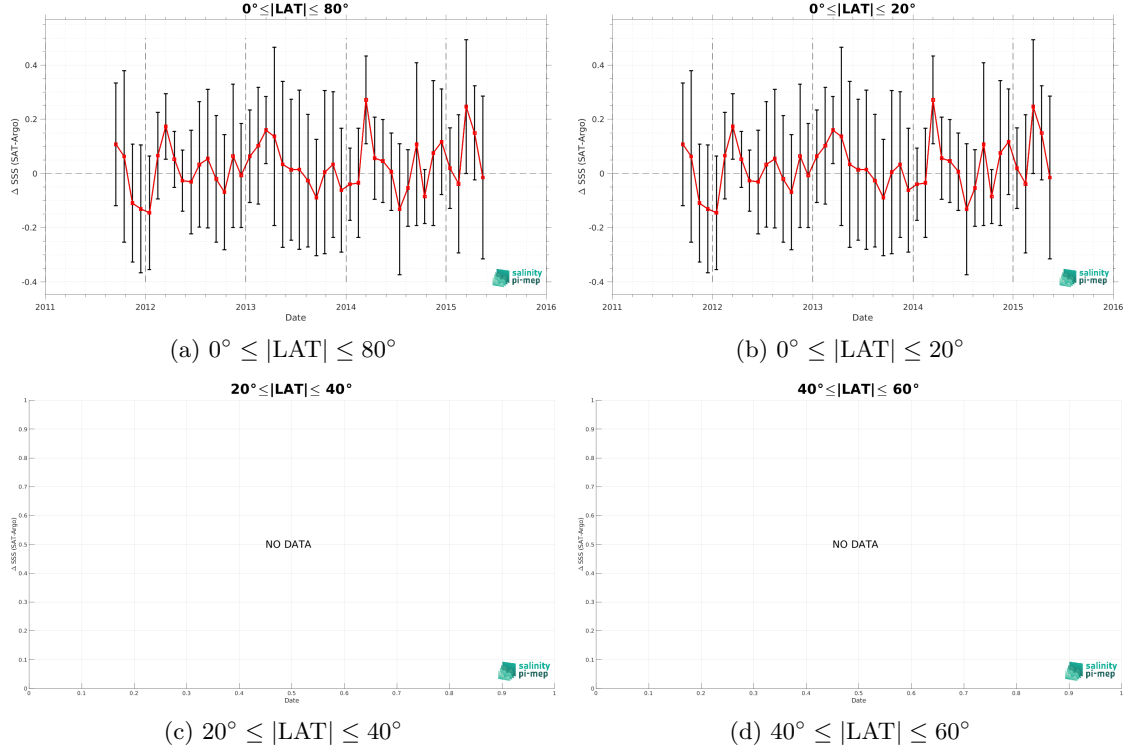 0°≤|LAT|≤ 80°
0.4
0.2
0
-0.2
-0.4
Δ SSS (SAT-Argo)
2011 2012 2013 2014 2015 2016
Date
salinity
pi-mep
(a) 0° ≤ |LAT| ≤ 80°
0°≤|LAT|≤ 20°
0.4
0.2
0
-0.2
-0.4
Δ SSS (SAT-Argo)
2011 2012 2013 2014 2015 2016
Date
salinity
pi-mep
(b) 0° ≤ |LAT| ≤ 20°
20°≤|LAT|≤ 40°
1
0.9
0.8
0.7
0.6
0.5
0.4
0.3
0.2
0.1
0
Δ SSS (SAT-Argo)
NO DATA
0 0.1 0.2 0.3 0.4 0.5 0.6 0.7 0.8 0.9 1
Date
salinity
pi-mep
(c) 20° ≤ |LAT| ≤ 40°
40°≤|LAT|≤ 60°
1
0.9
0.8
0.7
0.6
0.5
0.4
0.3
0.2
0.1
0
Δ SSS (SAT-Argo)
NO DATA
0 0.1 0.2 0.3 0.4 0.5 0.6 0.7 0.8 0.9 1
Date
salinity
pi-mep
(d) 40° ≤ |LAT| ≤ 60°